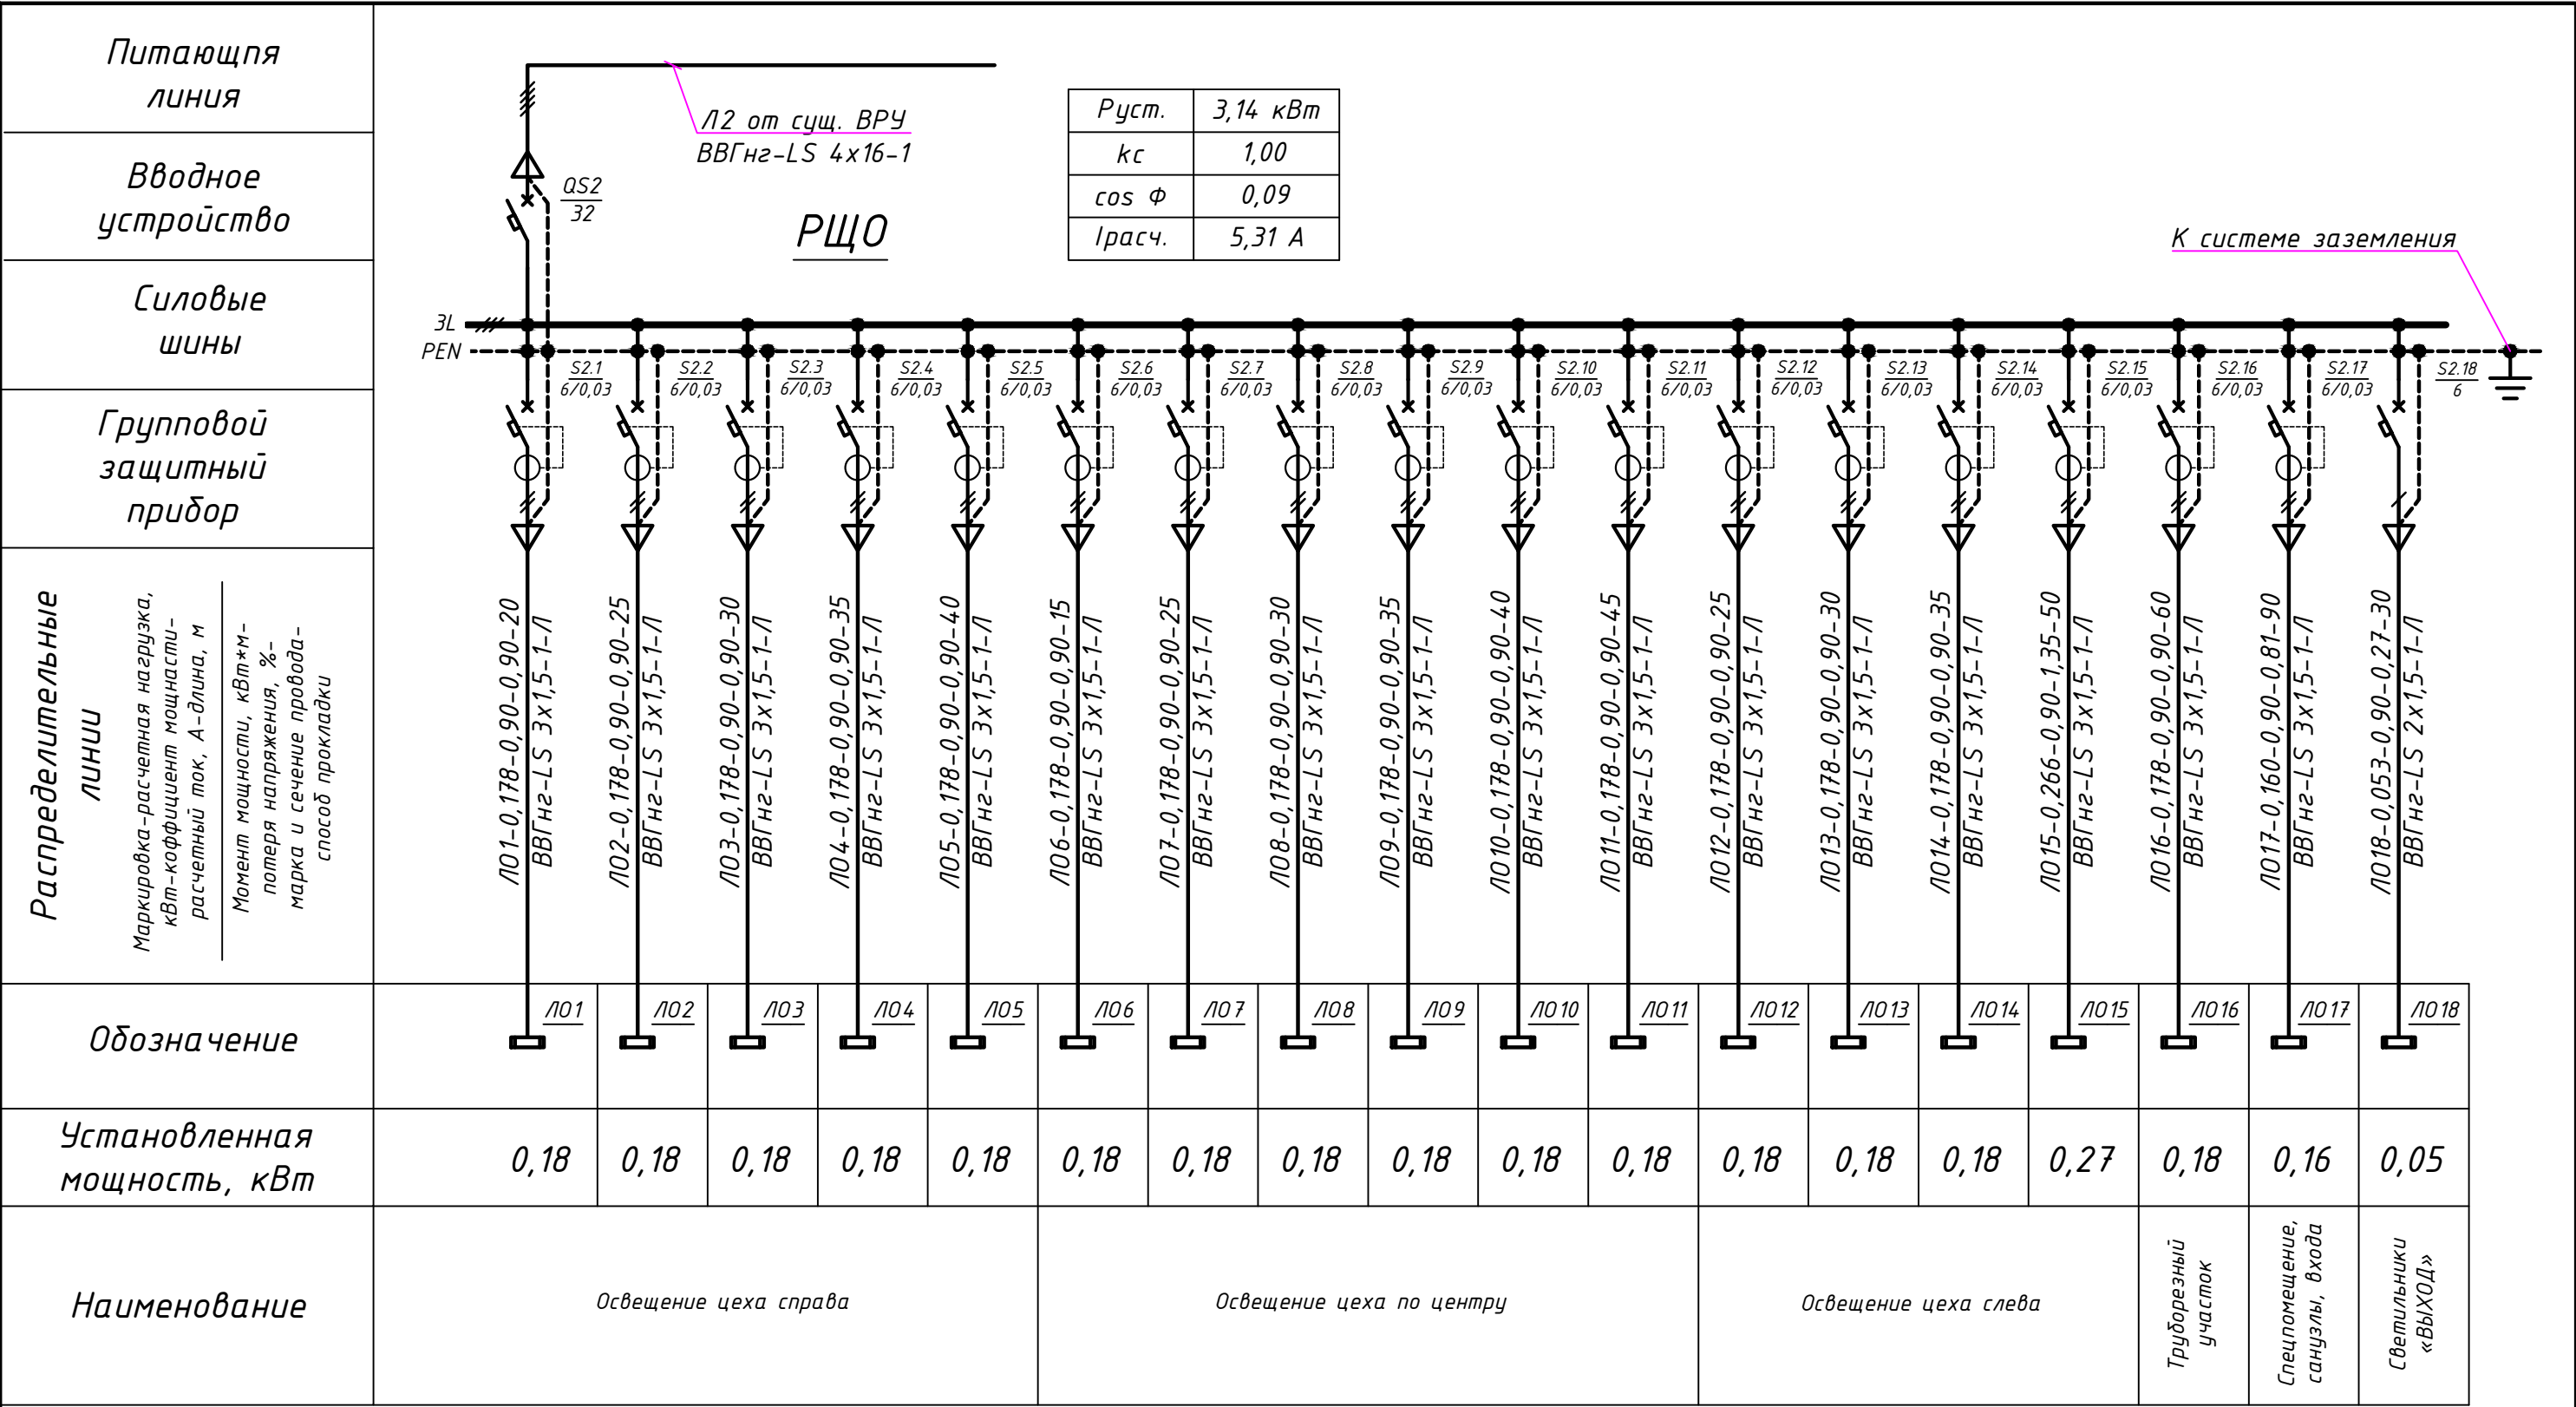 Питающпя
линия
Вводное
устройство
Силовые
шины
Групповой
защитный
прибор
Распределительные
линии
Маркировка-расчетная нагрузка,
кВт-коффициент мощнасти-
расчетный ток, А-длина, м
Момент мощности, кВт*м-
потеря напряжения, %-
марка и сечение провода-
способ прокладки
Обозначение
Установленная
мощность, кВт
Наименование
Л2 от сущ. ВРУ
ВВГнг-LS 4х16-1
QS2
32
РЩО
Руст. 3,14 кВт
kc 1,00
cos Ф 0,09
Iрасч. 5,31 А
К системе заземления
3L
PEN
S2.1
6/0,03
S2.2
6/0,03
S2.3
6/0,03
S2.4
6/0,03
S2.5
6/0,03
S2.6
6/0,03
S2.7
6/0,03
S2.8
6/0,03
S2.9
6/0,03
S2.10
6/0,03
S2.11
6/0,03
S2.12
6/0,03
S2.13
6/0,03
S2.14
6/0,03
S2.15
6/0,03
S2.16
6/0,03
S2.17
6/0,03
S2.18
6
ЛО1-0,178-0,90-0,90-20
ВВГнг-LS 3х1,5-1-Л
ЛО2-0,178-0,90-0,90-25
ВВГнг-LS 3х1,5-1-Л
ЛО3-0,178-0,90-0,90-30
ВВГнг-LS 3х1,5-1-Л
ЛО4-0,178-0,90-0,90-35
ВВГнг-LS 3х1,5-1-Л
ЛО5-0,178-0,90-0,90-40
ВВГнг-LS 3х1,5-1-Л
ЛО6-0,178-0,90-0,90-15
ВВГнг-LS 3х1,5-1-Л
ЛО7-0,178-0,90-0,90-25
ВВГнг-LS 3х1,5-1-Л
ЛО8-0,178-0,90-0,90-30
ВВГнг-LS 3х1,5-1-Л
ЛО9-0,178-0,90-0,90-35
ВВГнг-LS 3х1,5-1-Л
ЛО10-0,178-0,90-0,90-40
ВВГнг-LS 3х1,5-1-Л
ЛО11-0,178-0,90-0,90-45
ВВГнг-LS 3х1,5-1-Л
ЛО12-0,178-0,90-0,90-25
ВВГнг-LS 3х1,5-1-Л
ЛО13-0,178-0,90-0,90-30
ВВГнг-LS 3х1,5-1-Л
ЛО14-0,178-0,90-0,90-35
ВВГнг-LS 3х1,5-1-Л
ЛО15-0,266-0,90-1,35-50
ВВГнг-LS 3х1,5-1-Л
ЛО16-0,178-0,90-0,90-60
ВВГнг-LS 3х1,5-1-Л
ЛО17-0,160-0,90-0,81-90
ВВГнг-LS 3х1,5-1-Л
ЛО18-0,053-0,90-0,27-30
ВВГнг-LS 2х1,5-1-Л
ЛО1 ЛО2 ЛО3 ЛО4 ЛО5 ЛО6 ЛО7 ЛО8 ЛО9 ЛО10 ЛО11 ЛО12 ЛО13 ЛО14 ЛО15 ЛО16 ЛО17 ЛО18
0,18 0,18 0,18 0,18 0,18 0,18 0,18 0,18 0,18 0,18 0,18 0,18 0,18 0,18 0,27 0,18 0,16 0,05
Освещение цеха справа
Освещение цеха по центру
Освещение цеха слева
Труборезный
участок
Спецпомещение,
санузлы, входа
Светильники
«ВЫХОД»